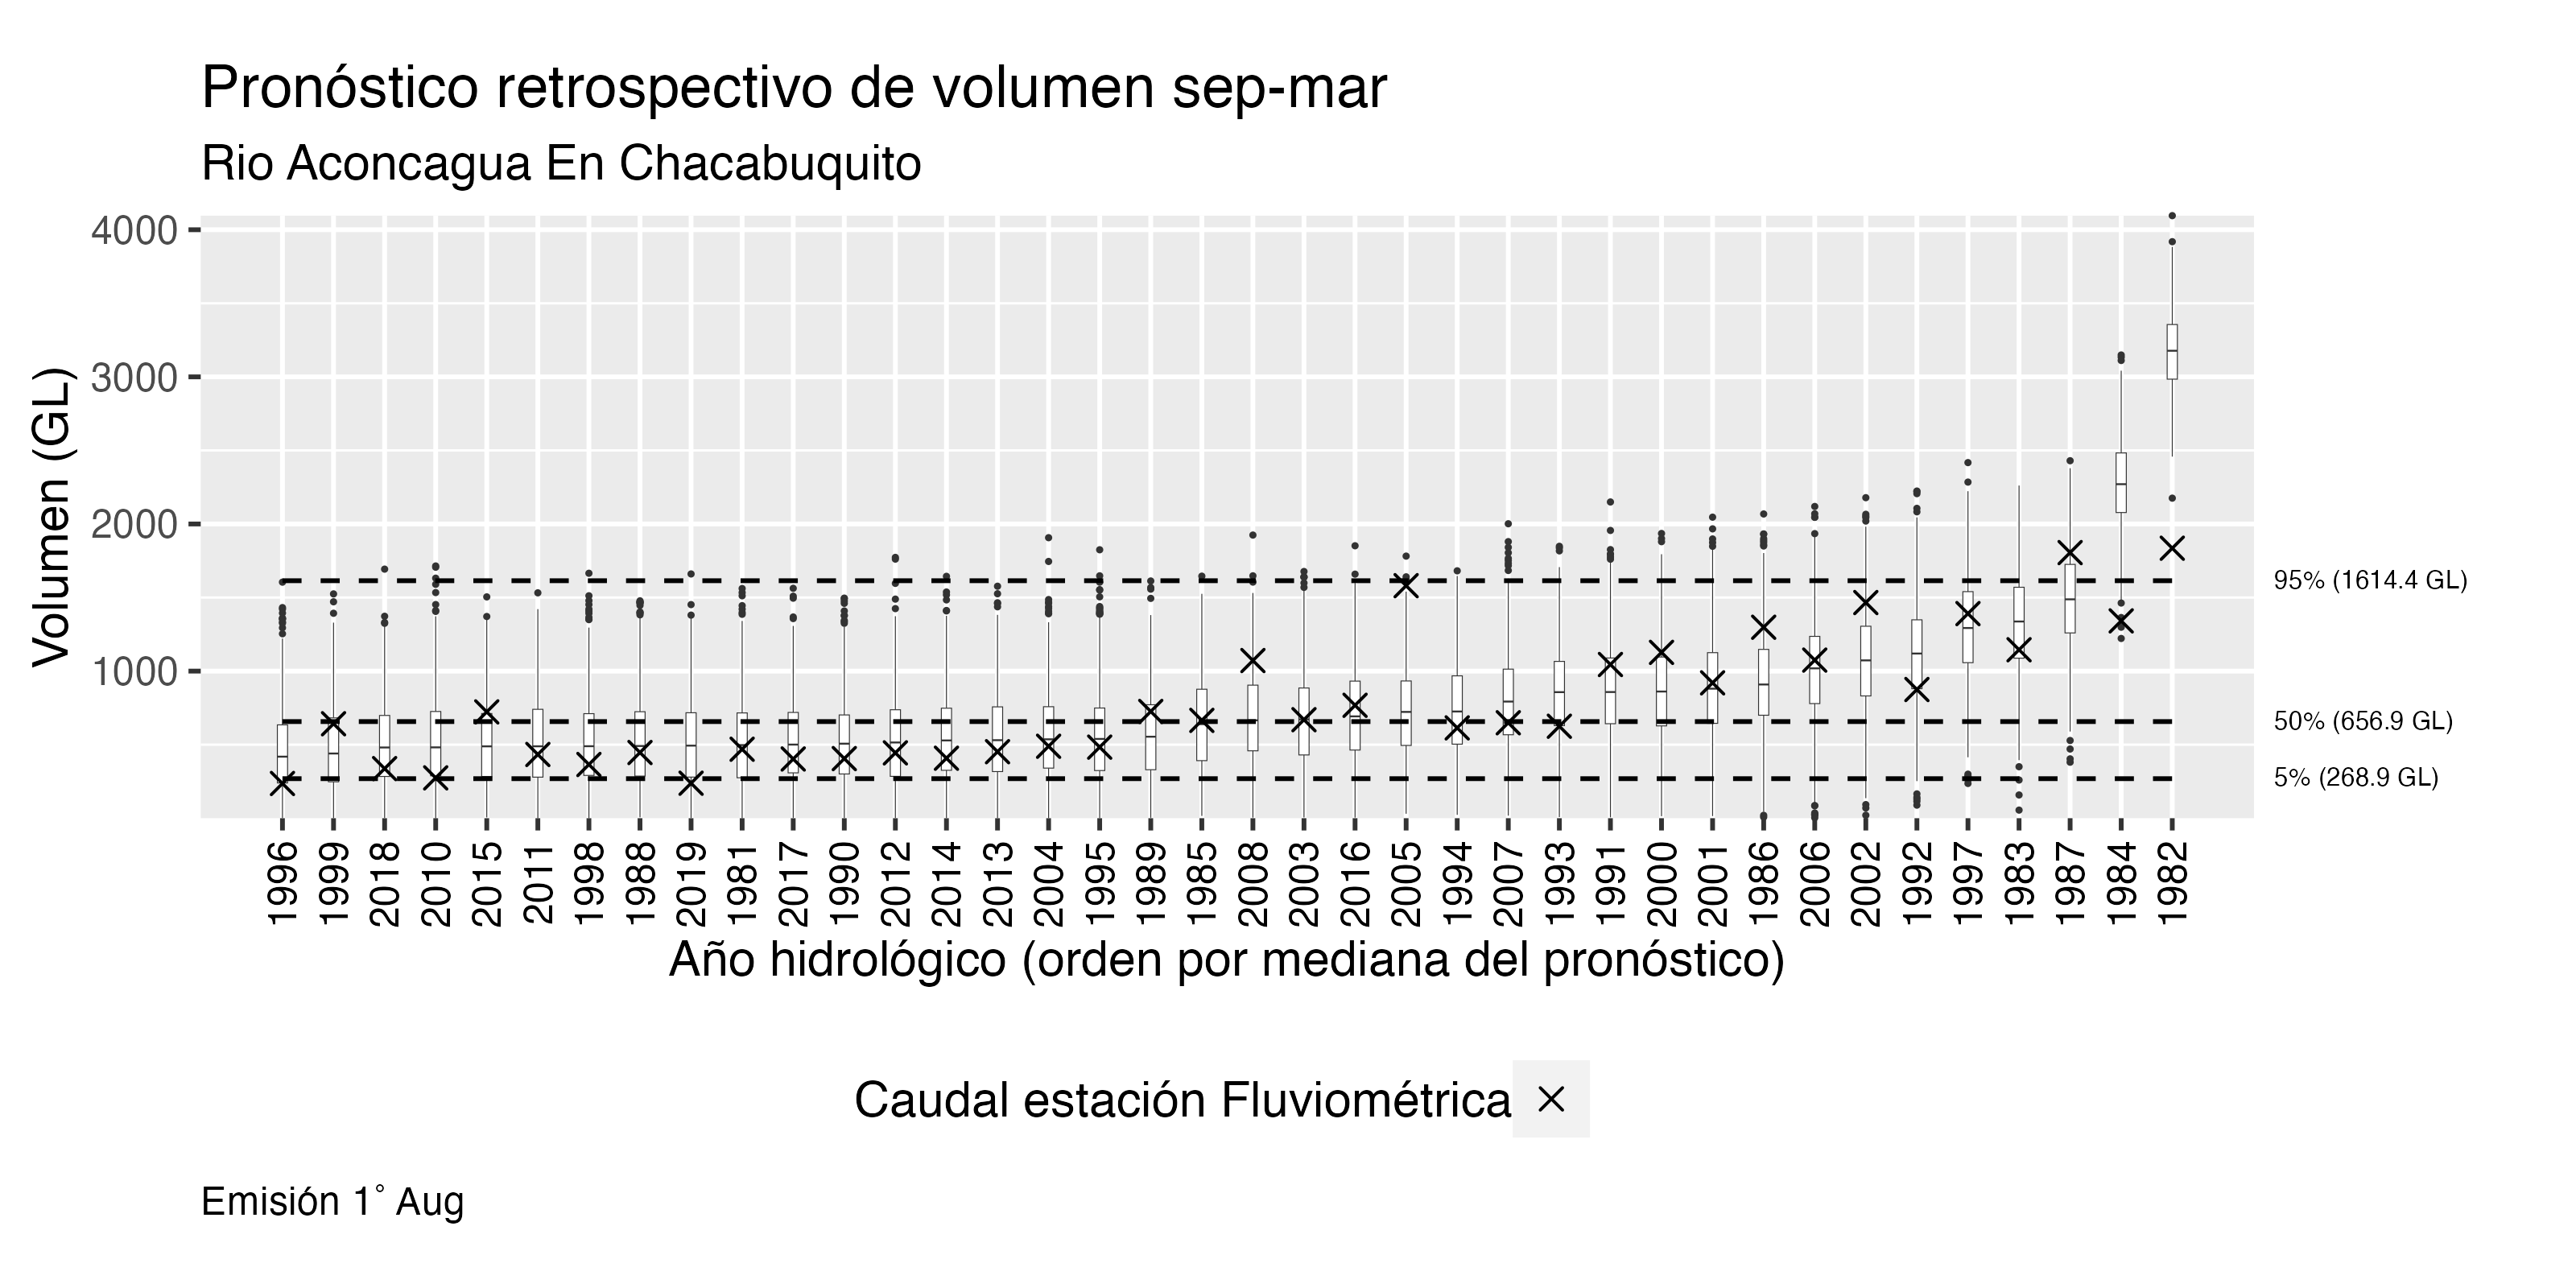 Pronóstico retrospectivo de volumen sep-mar
Rio Aconcagua En Chacabuquito
Volumen (GL)
4000
3000
2000
1000
95% (1614.4 GL)
50% (656.9 GL)
5% (268.9 GL)
1996 1999 2018 2010 2015 2011 1998 1988 2019 1981 2017 1990 2012 2014 2013 2004 1995 1989 1985 2008 2003 2016 2005 1994 2007 1993 1991 2000 2001 1986 2006 2002 1992 1997 1983 1987 1984 1982
Año hidrológico (orden por mediana del pronóstico)
Caudal estación Fluviométrica
Emisión 1° Aug